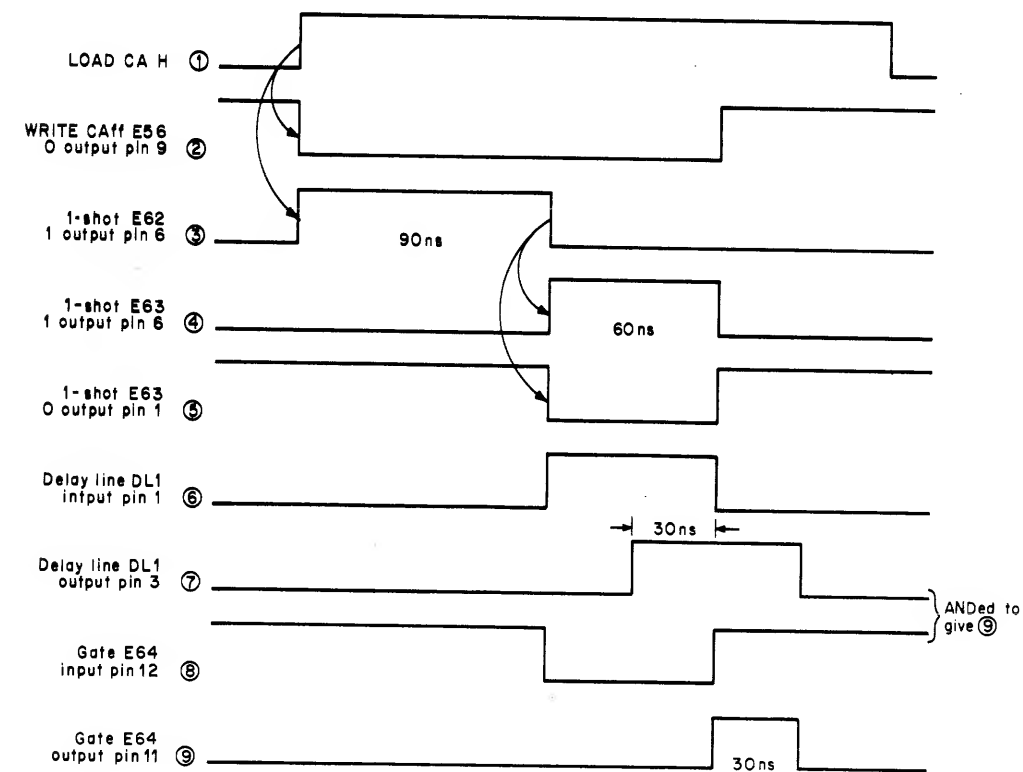 LOAD CA H ①
WRITE CAff E56
0 output pin 9 ②
1-shot E62
1 output pin 6 ③
90ns
1-shot E63
1 output pin 6 ④
60ns
1-shot E63
0 output pin 1 ⑤
Delay line DL1
intput pin 1 ⑥
30ns
Delay line DL1
output pin 3 ⑦
ANDed to
give ⑨
Gate E64
input pin 12 ⑧
Gate E64
output pin 11 ⑨
30ns